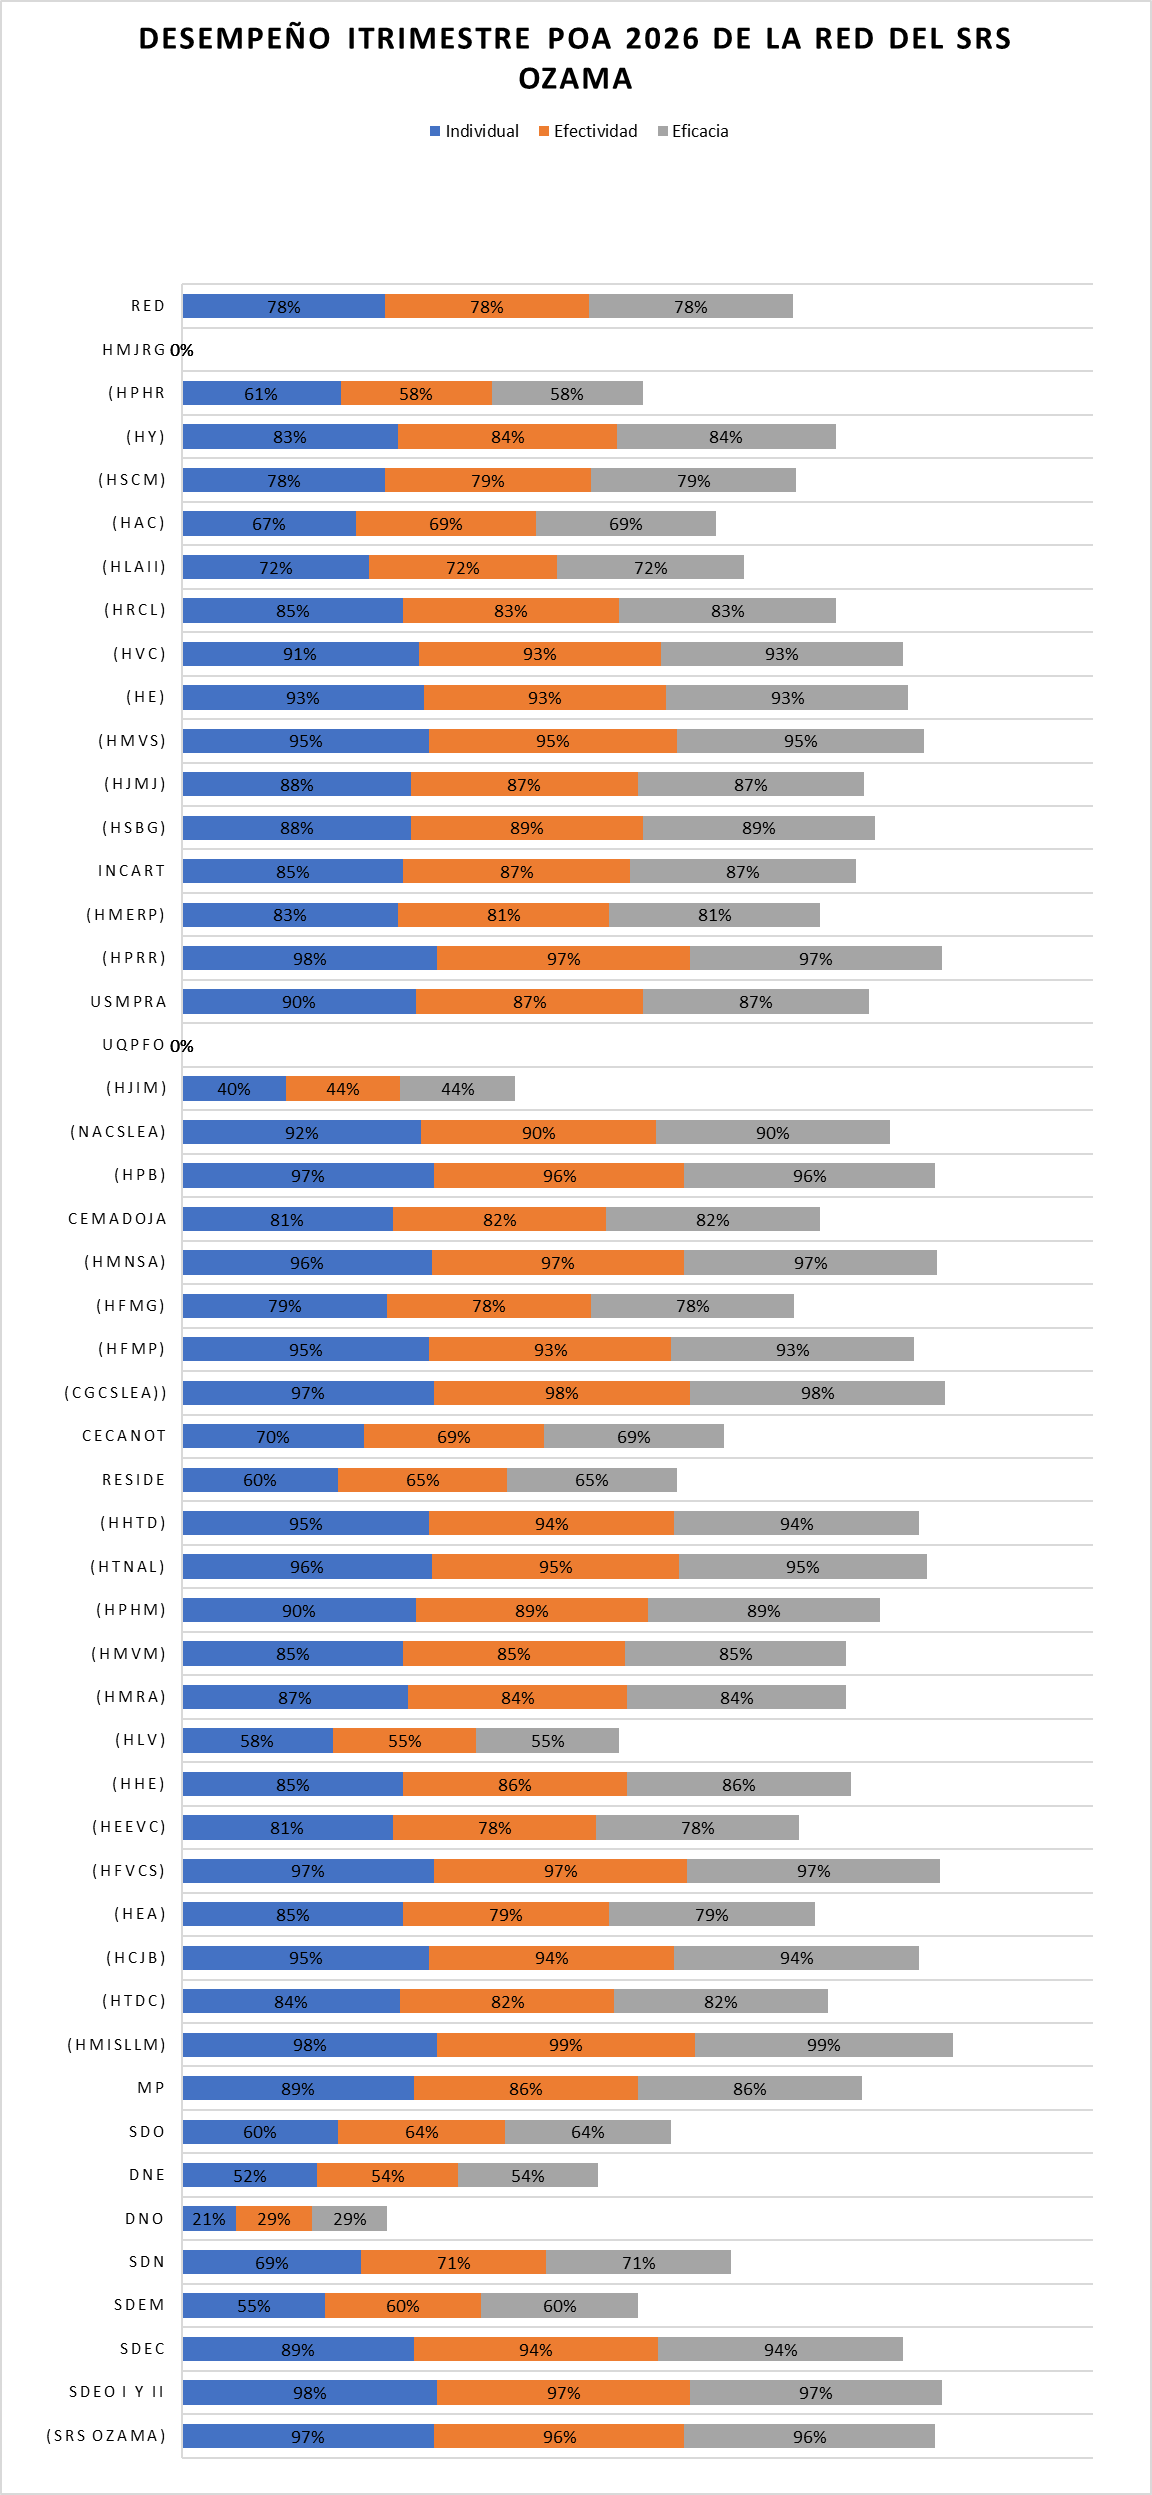 DESEMPEÑO ITRIMESTRE POA 2026 DE LA RED DEL SRS
OZAMA
Individual Efectividad Eficacia
RED 78% 78% 78%
HMJRG 0%
(HPHR 61% 58% 58%
(HY) 83% 84% 84%
(HSCM) 78% 79% 79%
(HAC) 67% 69% 69%
(HLAII) 72% 72% 72%
(HRCL) 85% 83% 83%
(HVC) 91% 93% 93%
(HE) 93% 93% 93%
(HMVS) 95% 95% 95%
(HJMJ) 88% 87% 87%
(HSBG) 88% 89% 89%
INCART 85% 87% 87%
(HMERP) 83% 81% 81%
(HPRR) 98% 97% 97%
USMPRA 90% 87% 87%
UQPFO 0%
(HJIM) 40% 44% 44%
(NACSLEA) 92% 90% 90%
(HPB) 97% 96% 96%
CEMADOJA 81% 82% 82%
(HMNSA) 96% 97% 97%
(HFMG) 79% 78% 78%
(HFMP) 95% 93% 93%
(CGCSLEA)) 97% 98% 98%
CECANOT 70% 69% 69%
RESIDE 60% 65% 65%
(HHTD) 95% 94% 94%
(HTNAL) 96% 95% 95%
(HPHM) 90% 89% 89%
(HMVM) 85% 85% 85%
(HMRA) 87% 84% 84%
(HLV) 58% 55% 55%
(HHE) 85% 86% 86%
(HEEVC) 81% 78% 78%
(HFVCS) 97% 97% 97%
(HEA) 85% 79% 79%
(HCJB) 95% 94% 94%
(HTDC) 84% 82% 82%
(HMISLLM) 98% 99% 99%
MP 89% 86% 86%
SDO 60% 64% 64%
DNE 52% 54% 54%
DNO 21% 29% 29%
SDN 69% 71% 71%
SDEM 55% 60% 60%
SDEC 89% 94% 94%
SDEO I Y II 98% 97% 97%
(SRS OZAMA) 97% 96% 96%